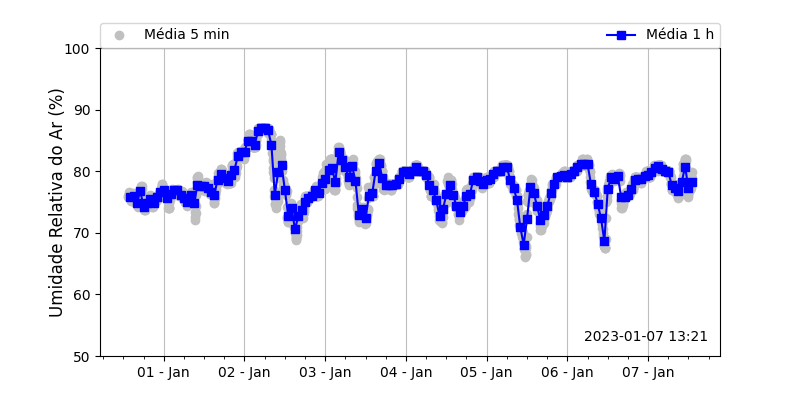 Média 5 min
Média 1 h
Umidade Relativa do Ar (%)
100
90
80
70
60
50
2023-01-07 13:21
01 - Jan
02 - Jan
03 - Jan
04 - Jan
05 - Jan
06 - Jan
07 - Jan